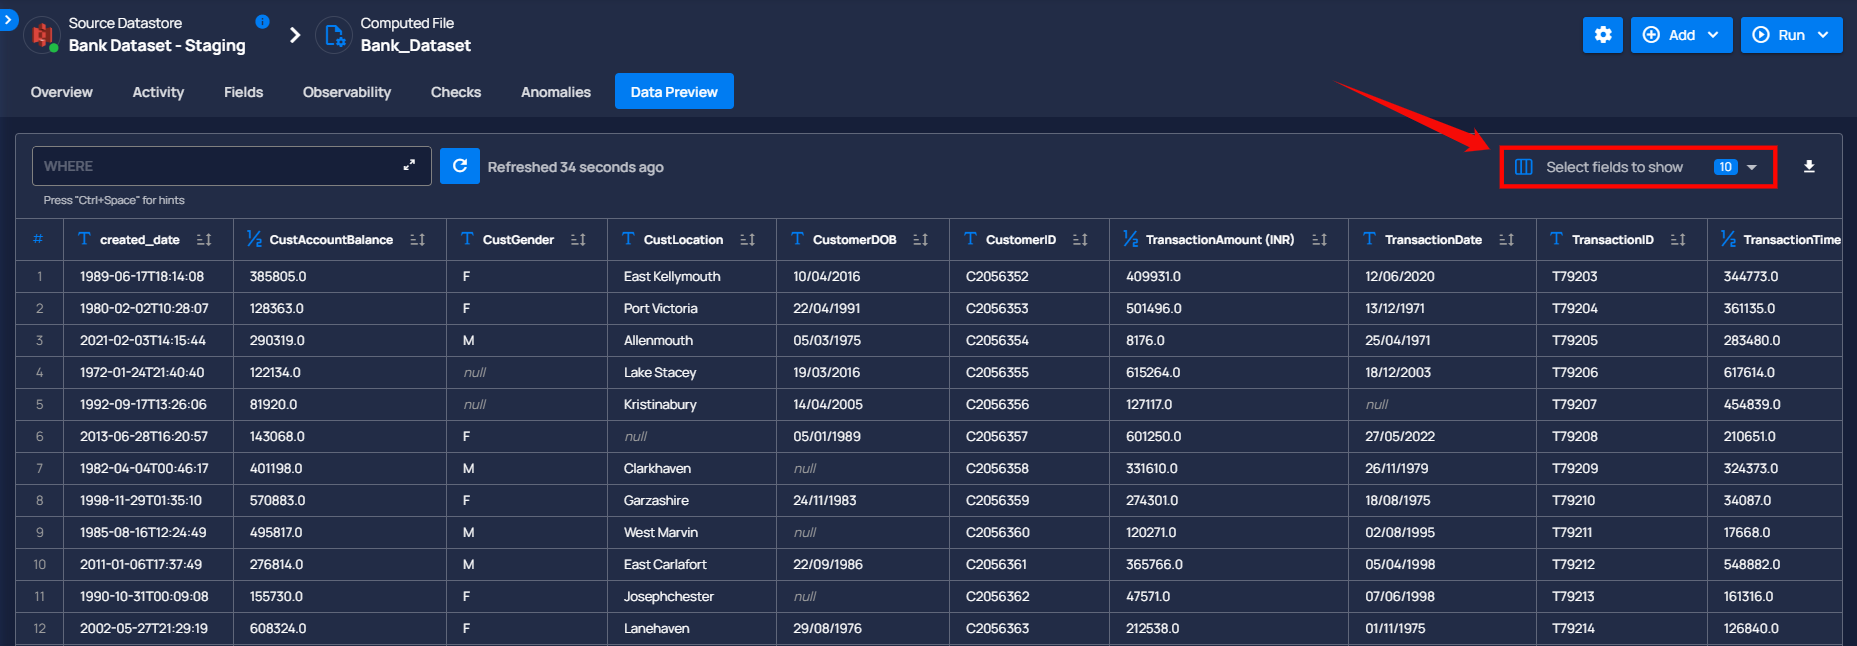 Source Datastore
Bank Dataset - Staging
Computed File
Bank_Dataset
Add
Run
Overview Activity Fields Observability Checks Anomalies Data Preview
WHERE
Refreshed 34 seconds ago
Select fields to show 10
Press "Ctrl+Space" for hints
# created_date CustAccountBalance CustGender CustLocation CustomerDOB CustomerID TransactionAmount (INR) TransactionDate TransactionID TransactionTime
1 1989-06-17T18:14:08 385805.0 F East Kellymouth 10/04/2016 C2056352 409931.0 12/06/2020 T79203 344773.0
2 1980-02-02T10:28:07 128363.0 F Port Victoria 22/04/1991 C2056353 501496.0 13/12/1971 T79204 361135.0
3 2021-02-03T14:15:44 290319.0 M Allenmouth 05/03/1975 C2056354 8176.0 25/04/1971 T79205 283480.0
4 1972-01-24T21:40:40 122134.0 null Lake Stacey 19/03/2016 C2056355 615264.0 18/12/2003 T79206 617614.0
5 1992-09-17T13:26:06 81920.0 null Kristinabury 14/04/2005 C2056356 127117.0 null T79207 454839.0
6 2013-06-28T16:20:57 143068.0 F null 05/01/1989 C2056357 601250.0 27/05/2022 T79208 210651.0
7 1982-04-04T00:46:17 401198.0 M Clarkhaven null C2056358 331610.0 26/11/1979 T79209 324373.0
8 1998-11-29T01:35:10 570883.0 F Garzashire 24/11/1983 C2056359 274301.0 18/08/1975 T79210 34087.0
9 1985-08-16T12:24:49 495817.0 M West Marvin null C2056360 120271.0 02/08/1995 T79211 17668.0
10 2011-01-06T17:37:49 276814.0 M East Carlafort 22/09/1986 C2056361 365766.0 05/04/1998 T79212 548882.0
11 1990-10-31T00:09:08 155730.0 F Josephchester null C2056362 47571.0 07/06/1998 T79213 161316.0
12 2002-05-27T21:29:19 608324.0 F Lanehaven 29/08/1976 C2056363 212538.0 01/11/1975 T79214 126840.0